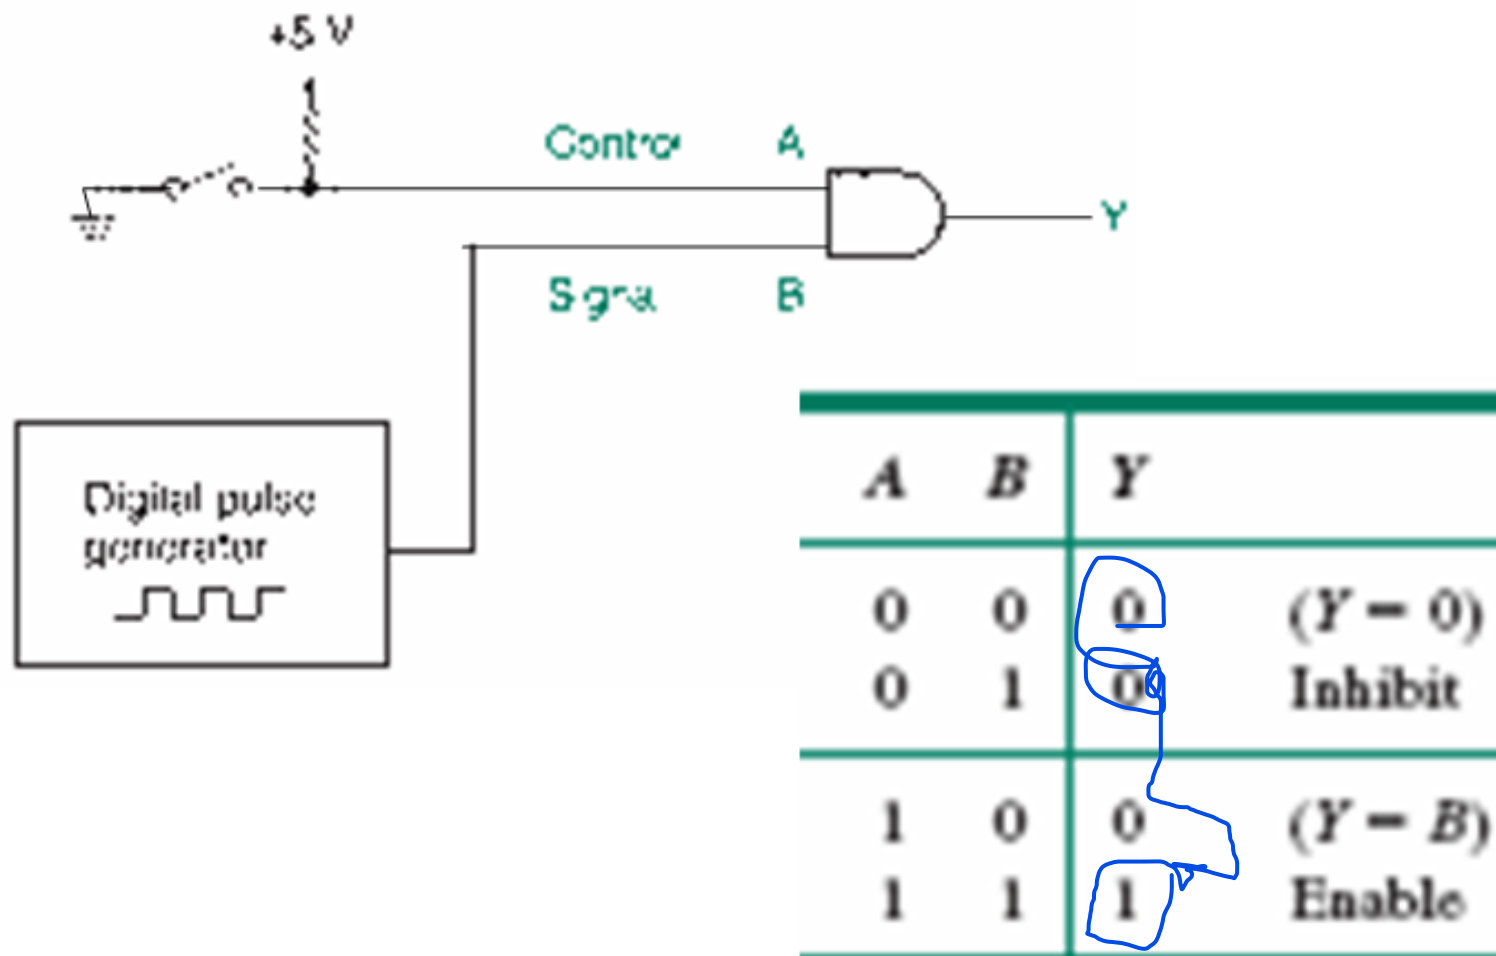 +5 V
Control A
Y
Signal B
Digital pulse
generator
A B Y
0 0 0 (Y = 0)
0 1 0 Inhibit
1 0 0 (Y = B)
1 1 1 Enable